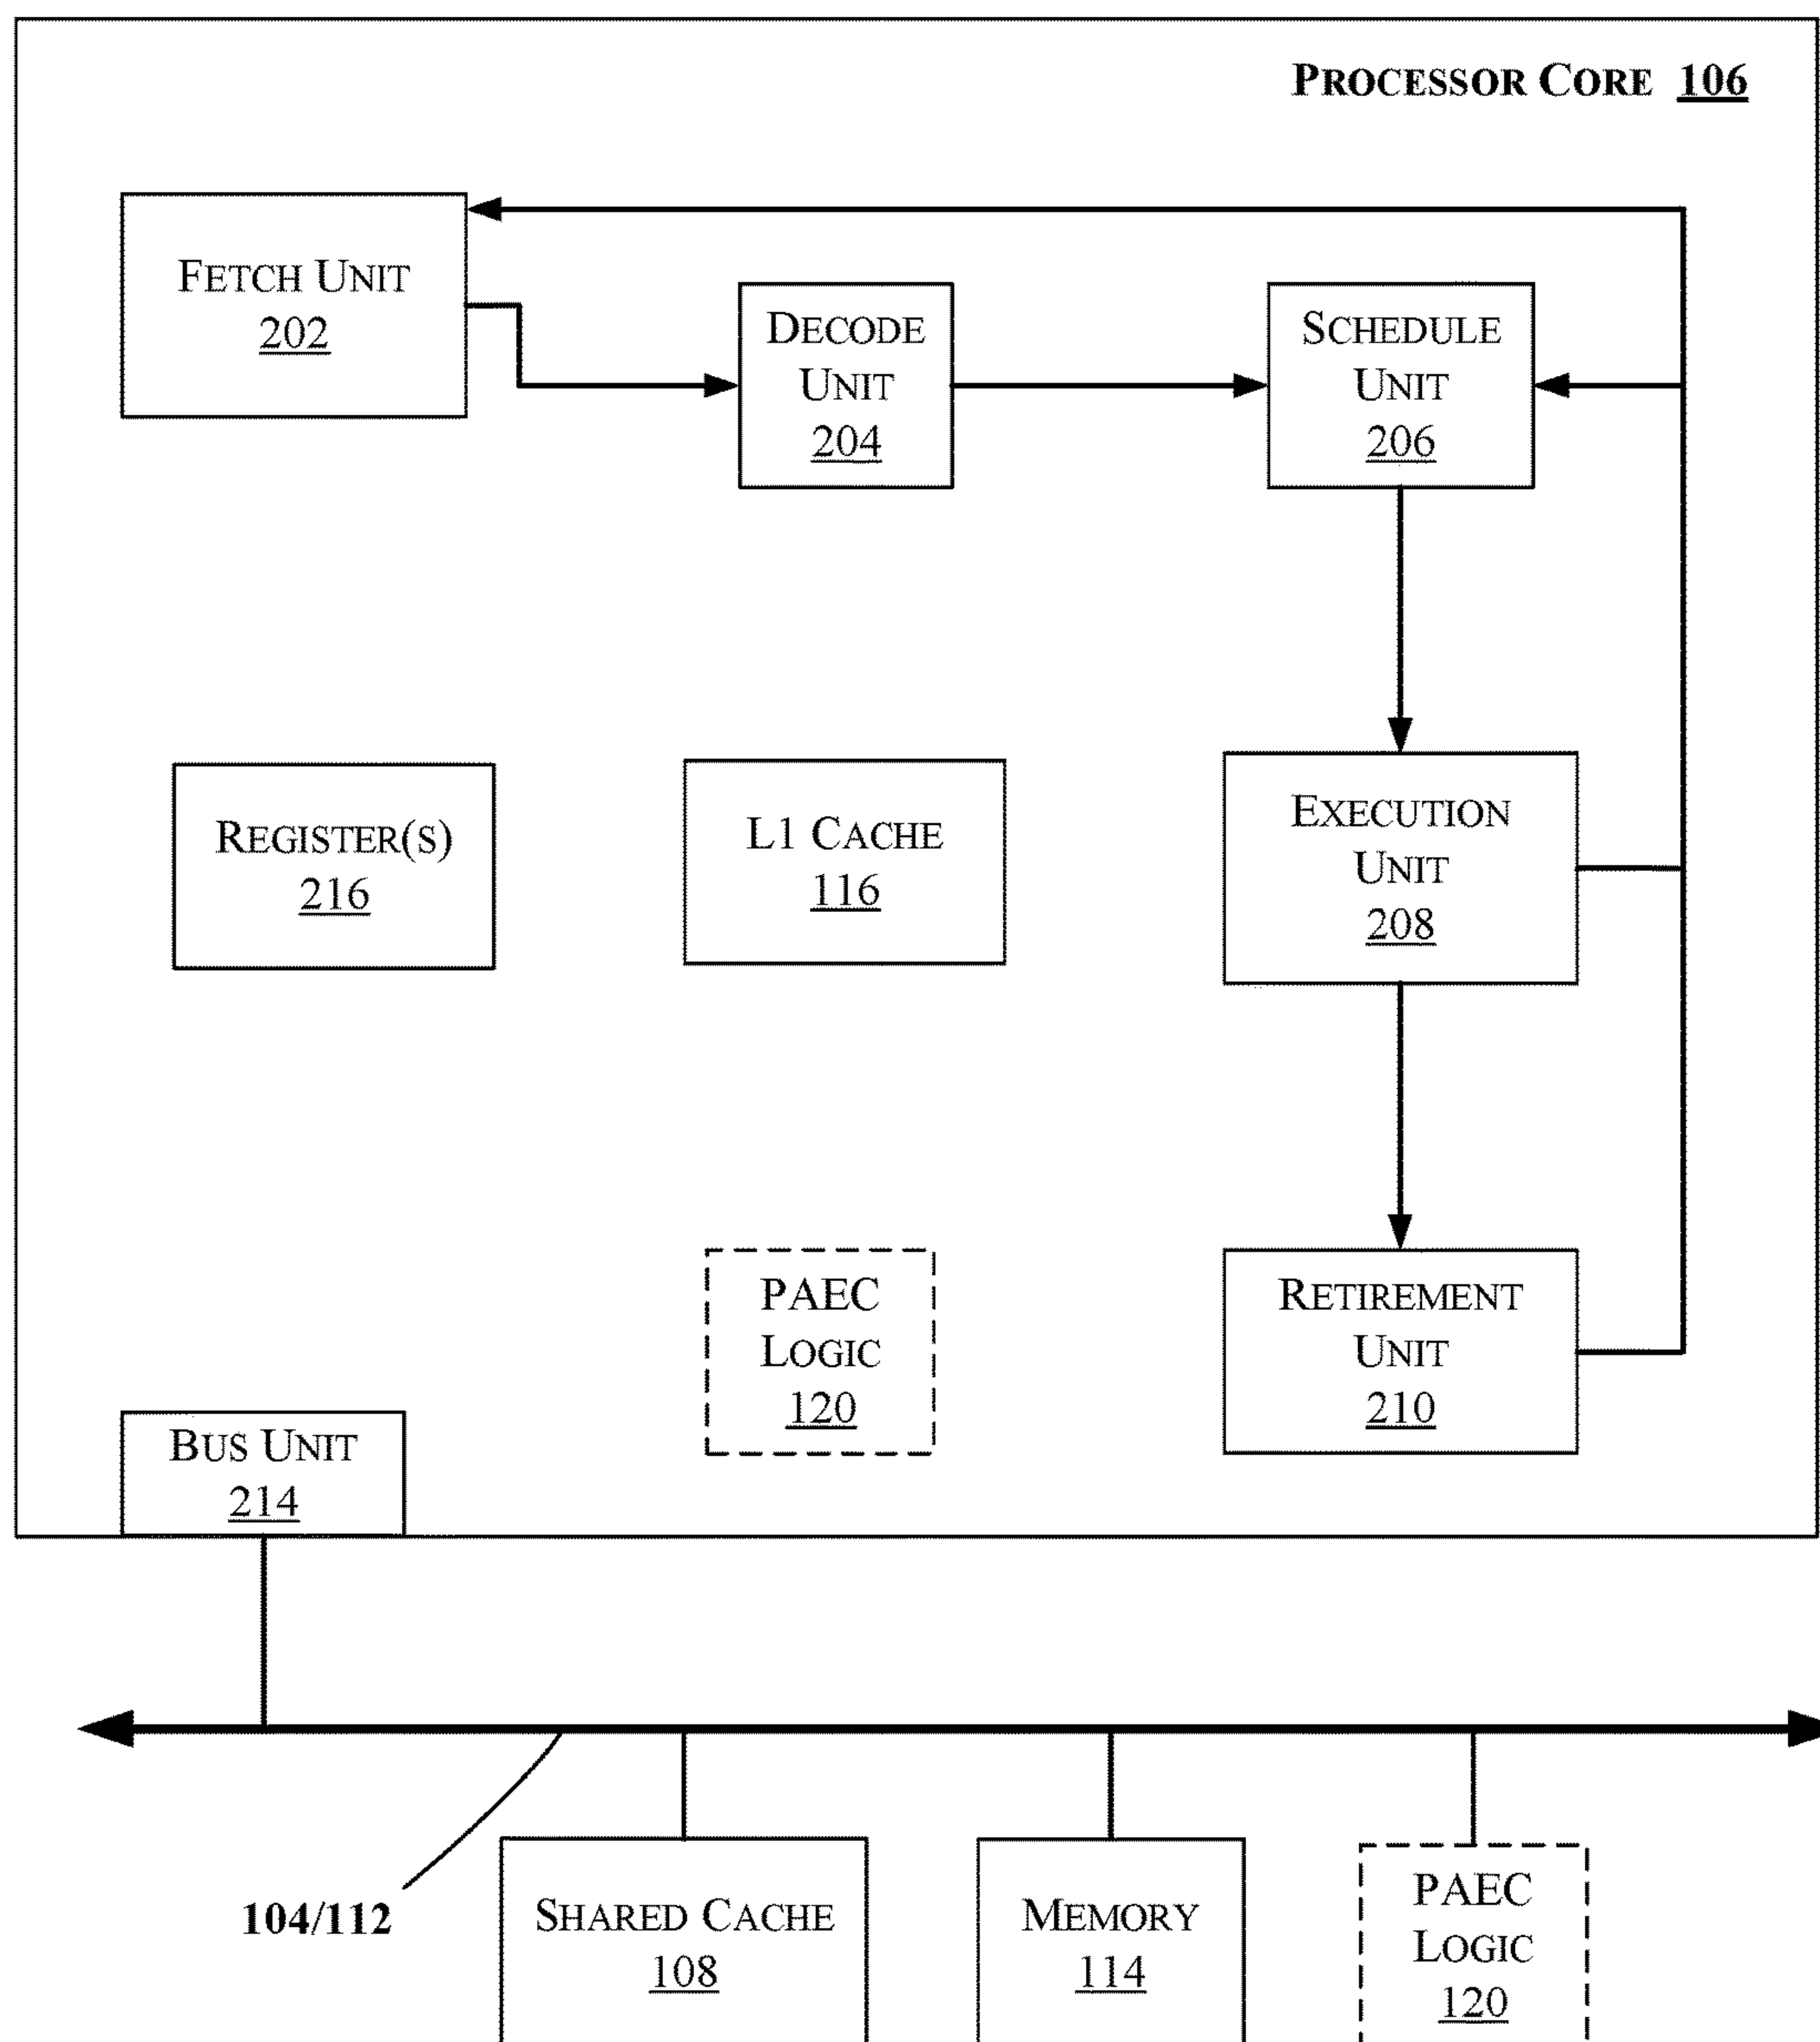 PROCESSOR CORE 106
FETCH UNIT
202
DECODE
UNIT
204
SCHEDULE
UNIT
206
REGISTER(S)
216
L1 CACHE
116
EXECUTION
UNIT
208
PAEC
LOGIC
120
RETIREMENT
UNIT
210
BUS UNIT
214
104/112
SHARED CACHE
108
MEMORY
114
PAEC
LOGIC
120